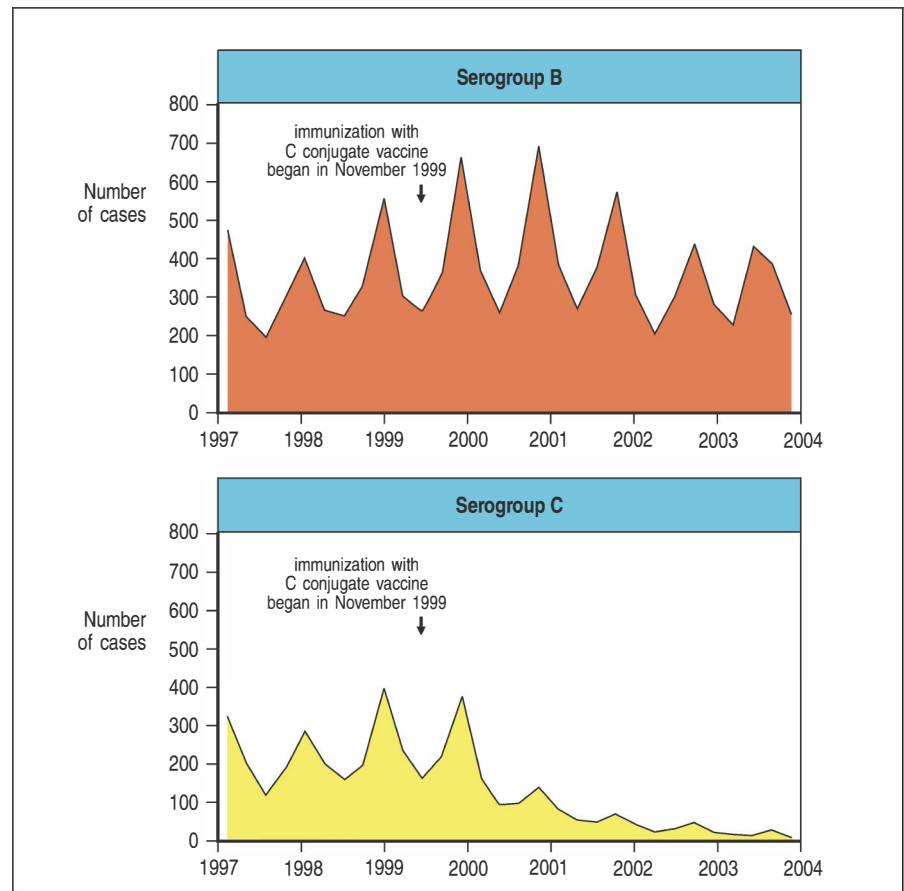 Serogroup B
800
700
600
500
400
300
200
100
0
Number
of cases
immunization with
C conjugate vaccine
began in November 1999
1997 1998 1999 2000 2001 2002 2003 2004
Serogroup C
800
700
600
500
400
300
200
100
0
Number
of cases
immunization with
C conjugate vaccine
began in November 1999
1997 1998 1999 2000 2001 2002 2003 2004